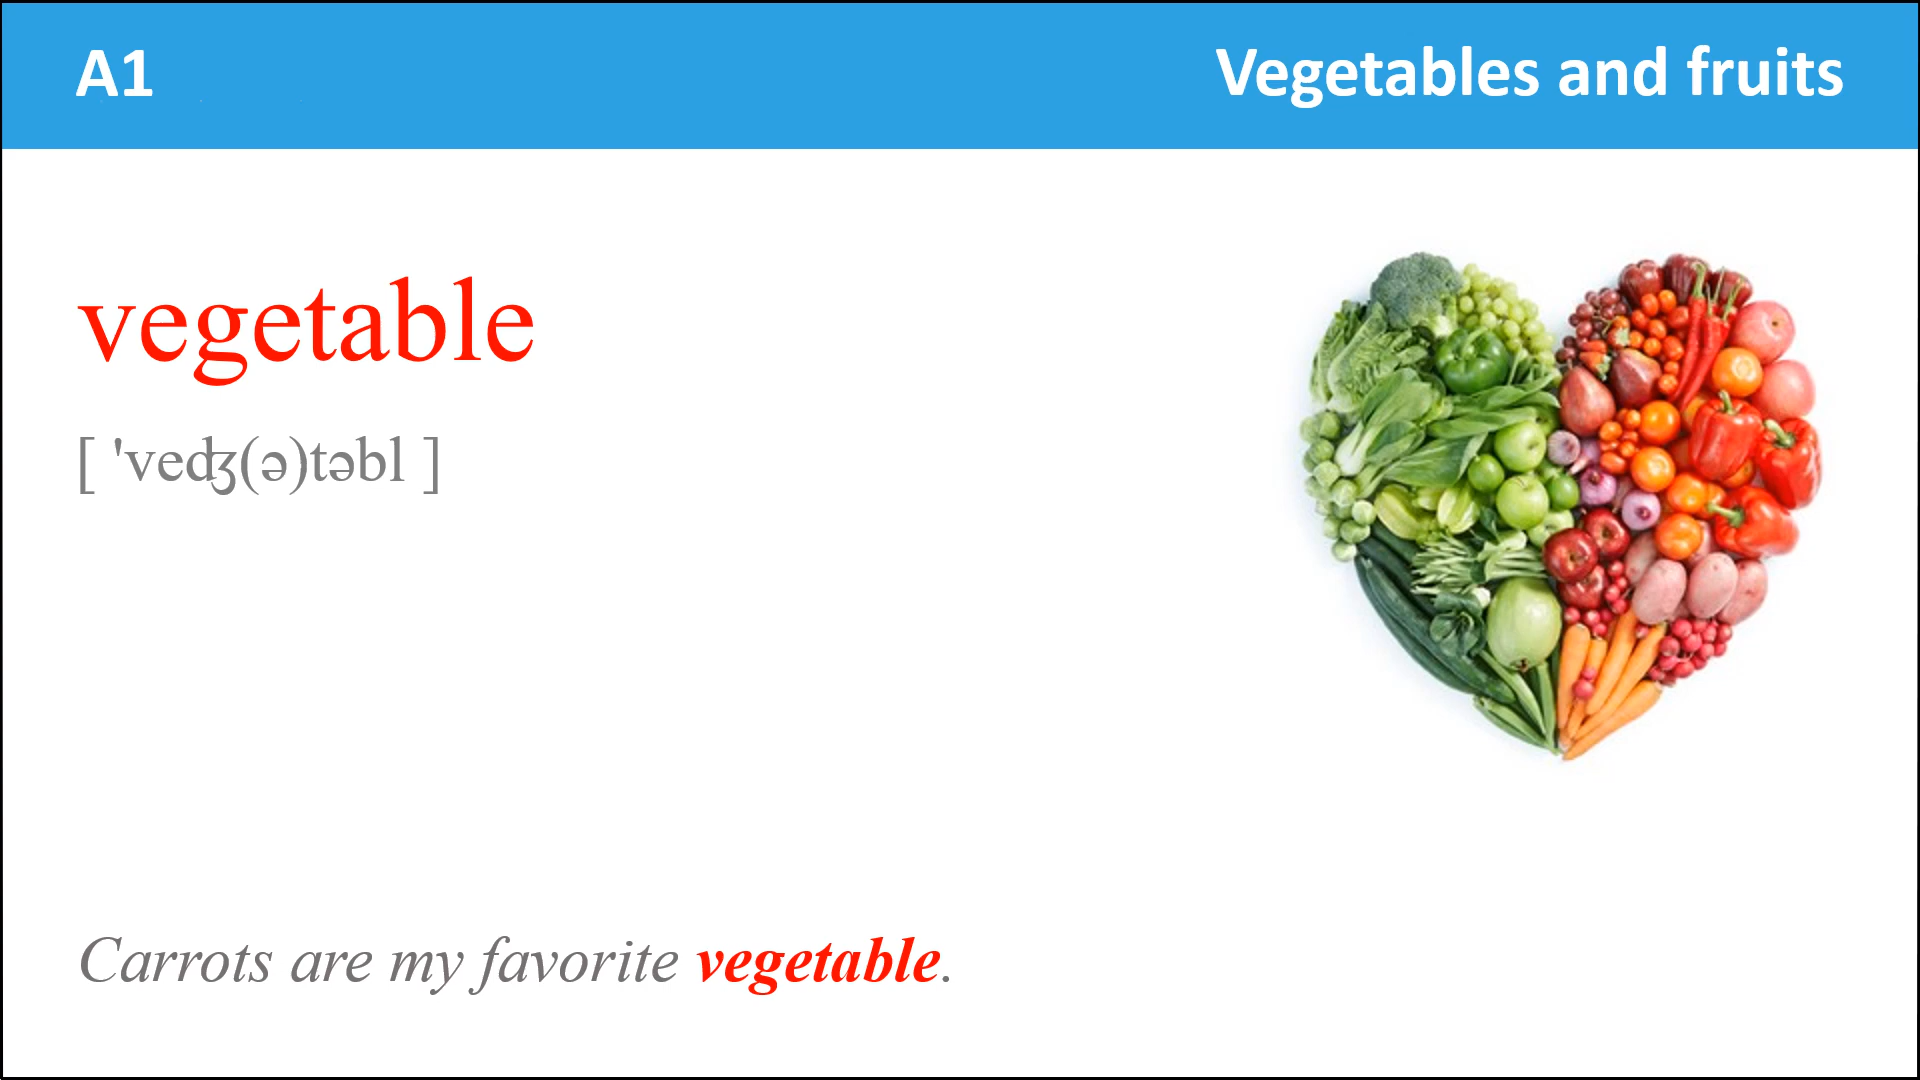 A1
Vegetables and fruits
vegetable
[ 'veʤ(ə)təbl ]
Carrots are my favorite vegetable.